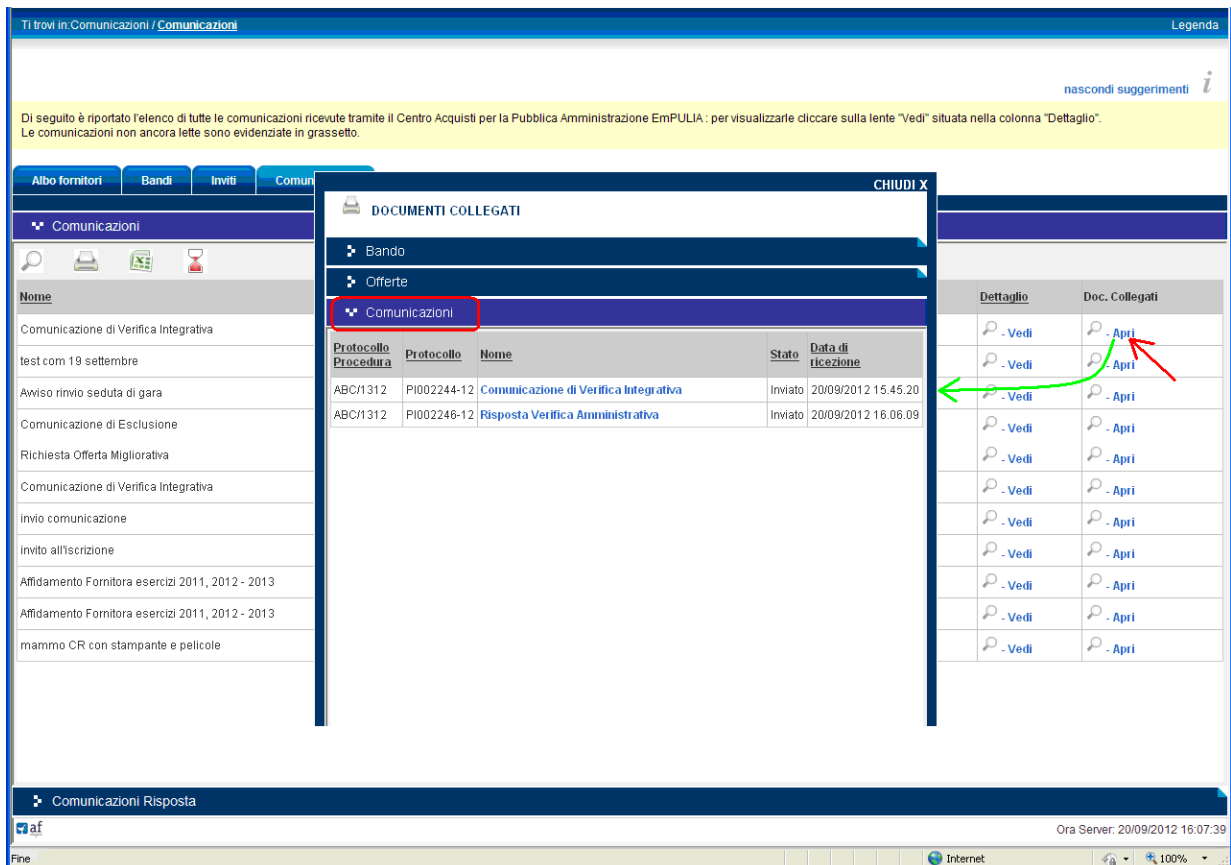 Ti trovi in:Comunicazioni / Comunicazioni Legenda
nascondi suggerimenti i
Di seguito è riportato l'elenco di tutte le comunicazioni ricevute tramite il Centro Acquisti per la Pubblica Amministrazione EmPULIA : per visualizzarle cliccare sulla lente "Vedi" situata nella colonna "Dettaglio".
Le comunicazioni non ancora lette sono evidenziate in grassetto.
Albo fornitori Bandi Inviti Comun
Comunicazioni
Nome Dettaglio Doc. Collegati
Comunicazione di Verifica Integrativa - Vedi - Apri
test com 19 settembre - Vedi - Apri
Avviso rinvio seduta di gara - Vedi - Apri
Comunicazione di Esclusione - Vedi - Apri
Richiesta Offerta Migliorativa - Vedi - Apri
Comunicazione di Verifica Integrativa - Vedi - Apri
invio comunicazione - Vedi - Apri
invito all'iscrizione - Vedi - Apri
Affidamento Fornitora esercizi 2011, 2012 - 2013 - Vedi - Apri
Affidamento Fornitora esercizi 2011, 2012 - 2013 - Vedi - Apri
mammo CR con stampante e pelicole - Vedi - Apri
CHIUDI X
DOCUMENTI COLLEGATI
Bando
Offerte
Comunicazioni
Protocollo Procedura Protocollo Nome Stato Data di ricezione
ABC/1312 PI002244-12 Comunicazione di Verifica Integrativa Inviato 20/09/2012 15.45.20
ABC/1312 PI002246-12 Risposta Verifica Amministrativa Inviato 20/09/2012 16.06.09
Comunicazioni Risposta
af Ora Server: 20/09/2012 16:07:39
Fine Internet 100%